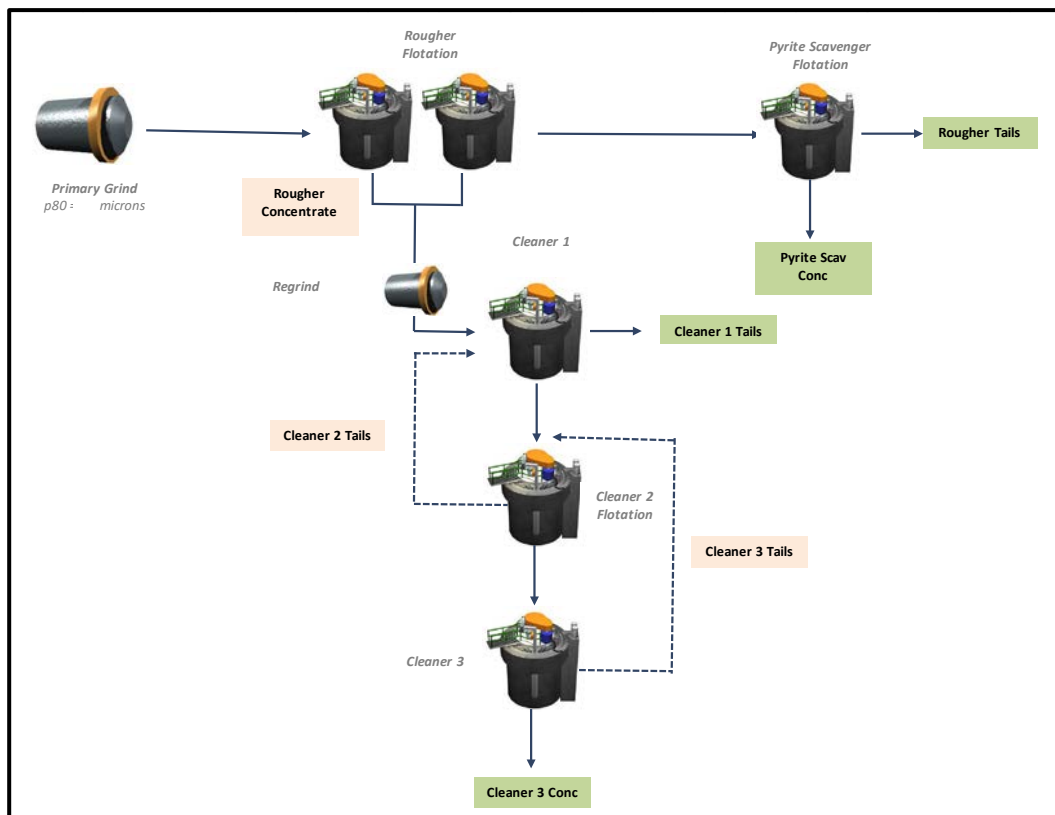 Rougher
Flotation
Pyrite Scavenger
Flotation
Rougher Tails
Primary Grind
p80 = microns
Rougher
Concentrate
Pyrite Scav
Conc
Cleaner 1
Regrind
Cleaner 1 Tails
Cleaner 2 Tails
Cleaner 2
Flotation
Cleaner 3 Tails
Cleaner 3
Cleaner 3 Conc